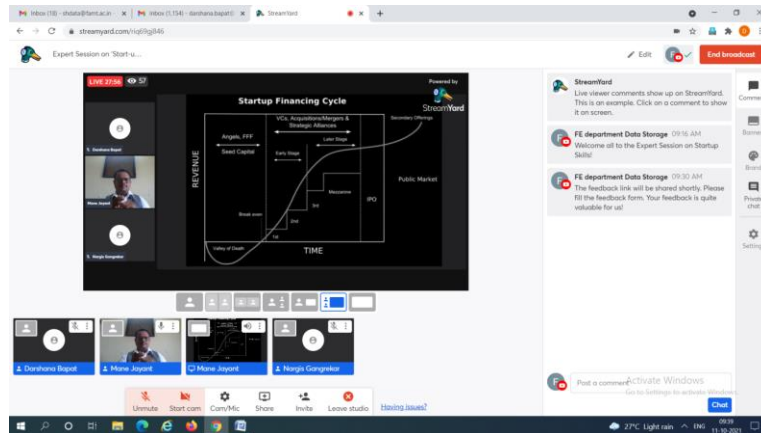 Inbox (18) - shdata@famt.ac.in -
Inbox (1,154) - darshana.bapat@
StreamYard
streamyard.com/riq69gj846
Expert Session on 'Start-u...
Edit
End broadcast
LIVE 27:56
57
Powered by
StreamYard
Startup Financing Cycle
VCs, Acquisitions/Mergers &
Strategic Alliances
Secondary Offerings
Angels, FFF
Seed Capital
Early Stage
Later Stage
REVENUE
Public Market
Mezzanine
IPO
3rd
Break even
2nd
1st
Valley of Death
TIME
Darshana Bapat
Mane Jayant
Nargis Gangrekar
Darshana Bapat
Mane Jayant
Mane Jayant
Nargis Gangrekar
Unmute
Start cam
Cam/Mic
Share
Invite
Leave studio
Having issues?
StreamYard
Live viewer comments show up on StreamYard.
This is an example. Click on a comment to show
it on screen.
FE department Data Storage 09:16 AM
Welcome all to the Expert Session on Startup
Skills!
FE department Data Storage 09:30 AM
The feedback link will be shared shortly. Please
fill the feedback form. Your feedback is quite
valuable for us!
Private
chat
Post a comment
Activate Windows
Go to Settings to activate Windows.
Chat
27°C Light rain
ENG
09:39
11-10-2021